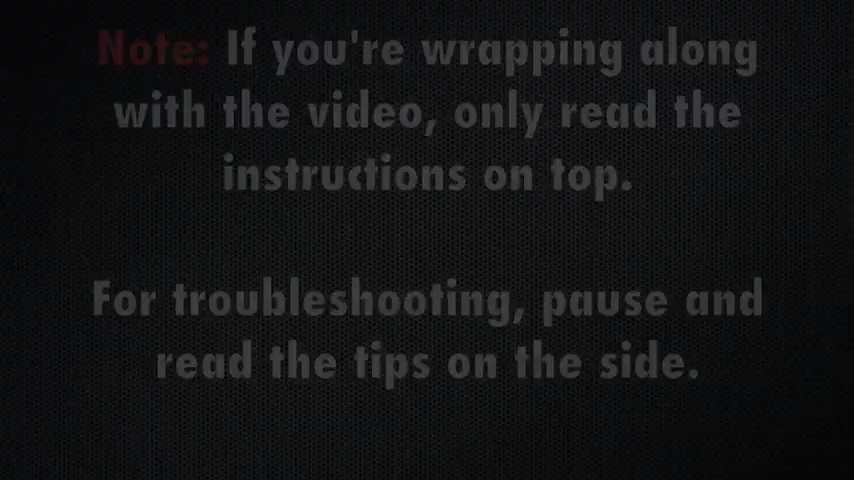 Note: If you're wrapping along
with the video, only read the
instructions on top.
For troubleshooting, pause and
read the tips on the side.